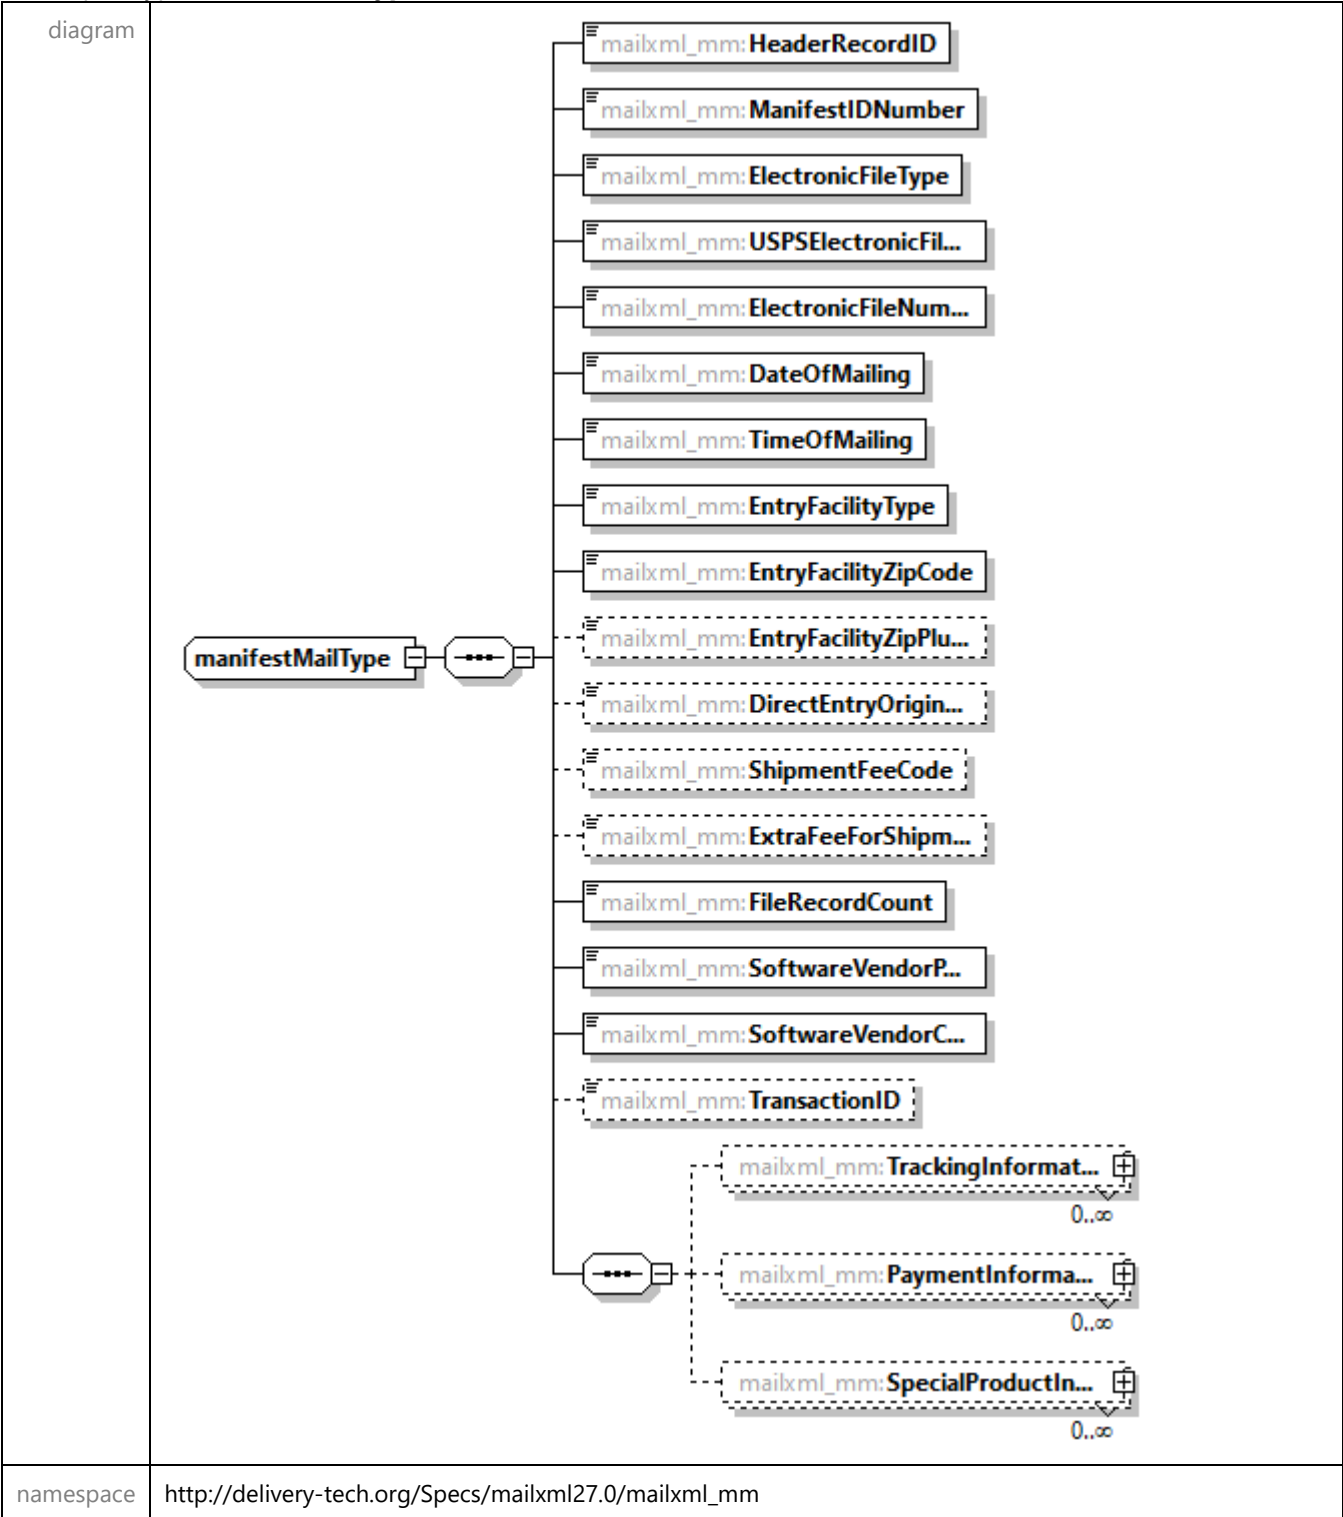 diagram
mailxml_mm:HeaderRecordID
mailxml_mm:ManifestIDNumber
mailxml_mm:ElectronicFileType
mailxml_mm:USPSElectronicFil...
mailxml_mm:ElectronicFileNum...
mailxml_mm:DateOfMailing
mailxml_mm:TimeOfMailing
mailxml_mm:EntryFacilityType
mailxml_mm:EntryFacilityZipCode
mailxml_mm:EntryFacilityZipPlu...
manifestMailType
mailxml_mm:DirectEntryOrigin...
mailxml_mm:ShipmentFeeCode
mailxml_mm:ExtraFeeForShipm...
mailxml_mm:FileRecordCount
mailxml_mm:SoftwareVendorP...
mailxml_mm:SoftwareVendorC...
mailxml_mm:TransactionID
mailxml_mm:TrackingInformat...
0..∞
mailxml_mm:PaymentInforma...
0..∞
mailxml_mm:SpecialProductIn...
0..∞
namespace
http://delivery-tech.org/Specs/mailxml27.0/mailxml_mm